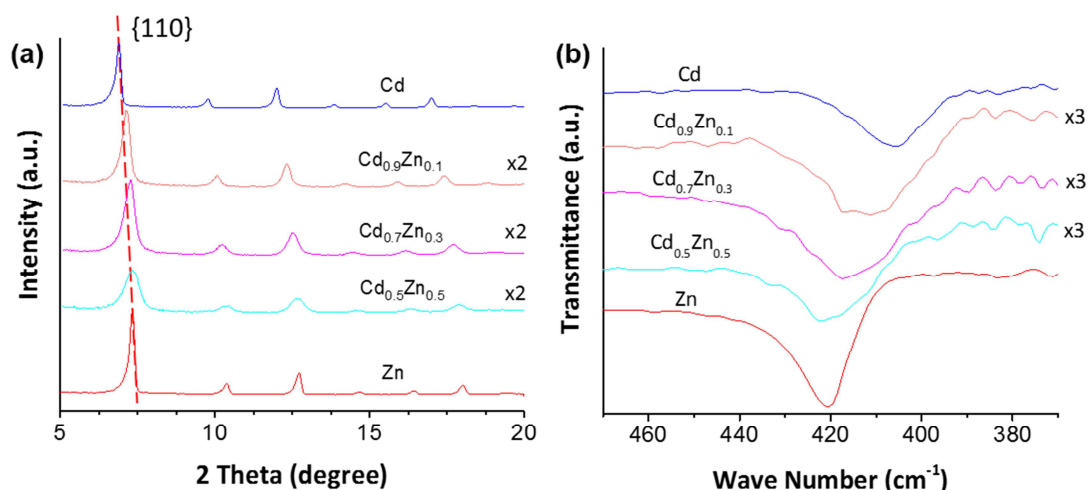 (a)
{110}
Cd
Cd0.9Zn0.1
x2
Cd0.7Zn0.3
x2
Cd0.5Zn0.5
x2
Zn
Intensity (a.u.)
5
10
15
20
2 Theta (degree)
(b)
Cd
Cd0.9Zn0.1
x3
Cd0.7Zn0.3
x3
Cd0.5Zn0.5
x3
Zn
Transmittance (a.u.)
460
440
420
400
380
Wave Number (cm-1)